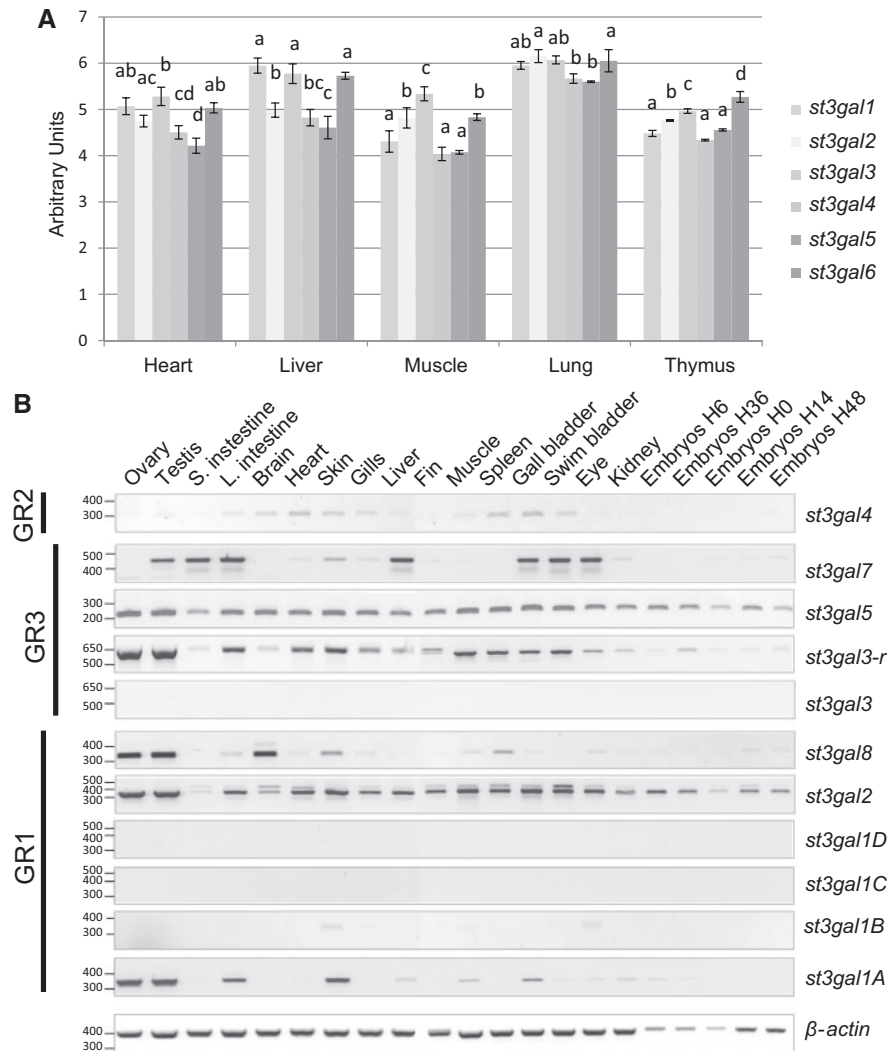 A
7
6
5
4
3
2
1
0
Arbitrary Units
ab ac b cd d ab
a b a bc c a
a b c a a b
ab a ab b b a
a b c a a d
Heart Liver Muscle Lung Thymus
st3gal1
st3gal2
st3gal3
st3gal4
st3gal5
st3gal6
B
Ovary
Testis
S. instestine
L. intestine
Brain
Heart
Skin
Gills
Liver
Fin
Muscle
Spleen
Gall bladder
Swim bladder
Eye
Kidney
Embryos H6
Embryos H36
Embryos H0
Embryos H14
Embryos H48
GR2
400
300
st3gal4
GR3
500
400
st3gal7
300
200
st3gal5
650
500
st3gal3-r
650
500
st3gal3
GR1
400
300
st3gal8
500
400
300
st3gal2
500
400
300
st3gal1D
500
400
300
st3gal1C
400
300
st3gal1B
400
300
st3gal1A
400
300
β-actin